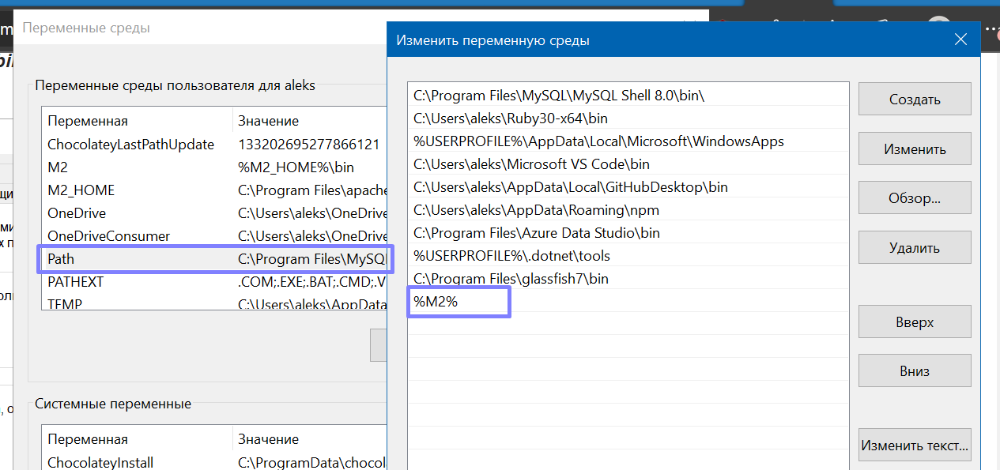 Переменные среды
Переменные среды пользователя для aleks
Переменная Значение
ChocolateyLastPathUpdate 133202695277866121
M2 %M2_HOME%\bin
M2_HOME C:\Program Files\apache
OneDrive C:\Users\aleks\OneDrive
OneDriveConsumer C:\Users\aleks\OneDrive
Path C:\Program Files\MySQL
PATHEXT .COM;.EXE;.BAT;.CMD;.V
TEMP C:\Users\aleks\AppData
Системные переменные
Переменная Значение
ChocolateyInstall C:\ProgramData\chocol
Изменить переменную среды
C:\Program Files\MySQL\MySQL Shell 8.0\bin\
C:\Users\aleks\Ruby30-x64\bin
%USERPROFILE%\AppData\Local\Microsoft\WindowsApps
C:\Users\aleks\Microsoft VS Code\bin
C:\Users\aleks\AppData\Local\GitHubDesktop\bin
C:\Users\aleks\AppData\Roaming\npm
C:\Program Files\Azure Data Studio\bin
%USERPROFILE%\.dotnet\tools
C:\Program Files\glassfish7\bin
%M2%
Создать
Изменить
Обзор...
Удалить
Вверх
Вниз
Изменить текст...